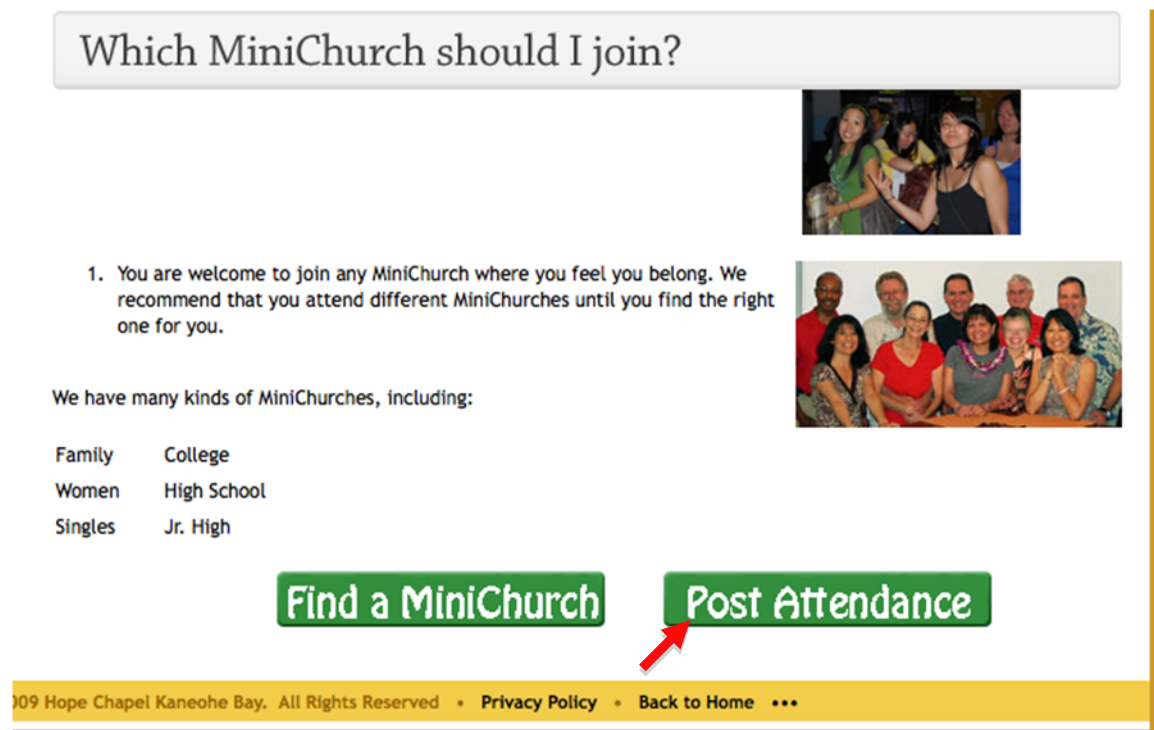 Which MiniChurch should I join?
1. You are welcome to join any MiniChurch where you feel you belong. We
recommend that you attend different MiniChurches until you find the right
one for you.
We have many kinds of MiniChurches, including:
Family College
Women High School
Singles Jr. High
Find a MiniChurch Post Attendance
009 Hope Chapel Kaneohe Bay. All Rights Reserved • Privacy Policy • Back to Home •••